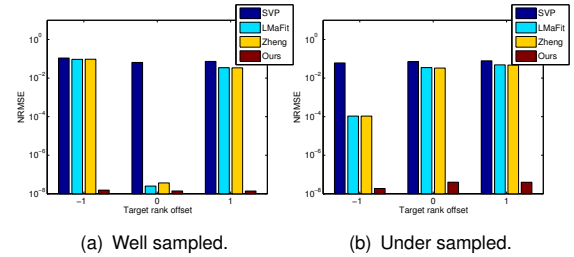 SVP
LMaFit
Zheng
Ours
10^0
10^−2
10^−4
10^−6
10^−8
NRMSE
−1 0 1
Target rank offset
(a) Well sampled.
SVP
LMaFit
Zheng
Ours
10^0
10^−2
10^−4
10^−6
10^−8
NRMSE
−1 0 1
Target rank offset
(b) Under sampled.